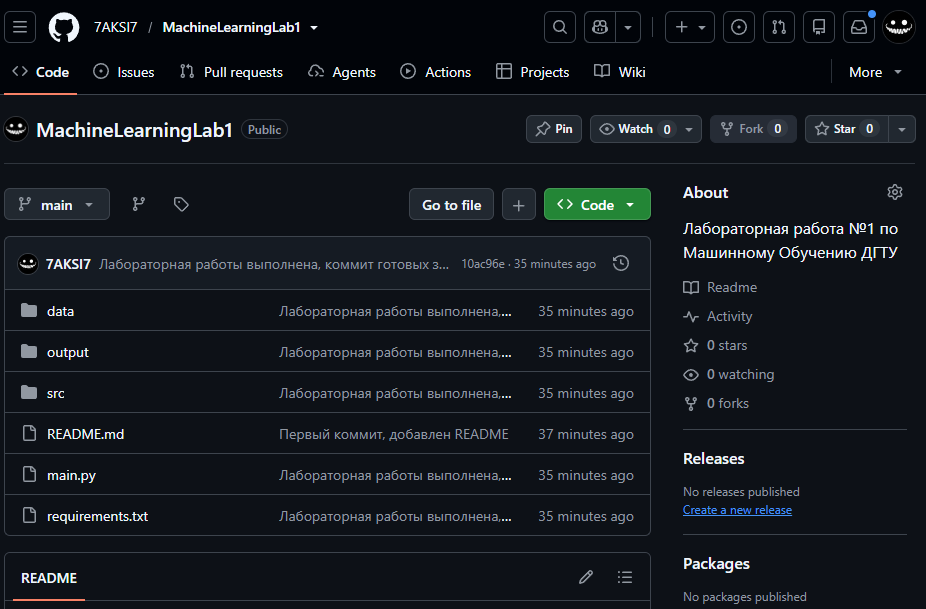 7AKSI7 / MachineLearningLab1
Code Issues Pull requests Agents Actions Projects Wiki More
MachineLearningLab1 Public Pin Watch 0 Fork 0 Star 0
main Go to file Code
7AKSI7 Лабораторная работы выполнена, коммит готовых з... 10ac96e · 35 minutes ago
data Лабораторная работы выполнена,... 35 minutes ago
output Лабораторная работы выполнена,... 35 minutes ago
src Лабораторная работы выполнена,... 35 minutes ago
README.md Первый коммит, добавлен README 37 minutes ago
main.py Лабораторная работы выполнена,... 35 minutes ago
requirements.txt Лабораторная работы выполнена,... 35 minutes ago
README
About
Лабораторная работа №1 по
Машинному Обучению ДГТУ
Readme
Activity
0 stars
0 watching
0 forks
Releases
No releases published
Create a new release
Packages
No packages published